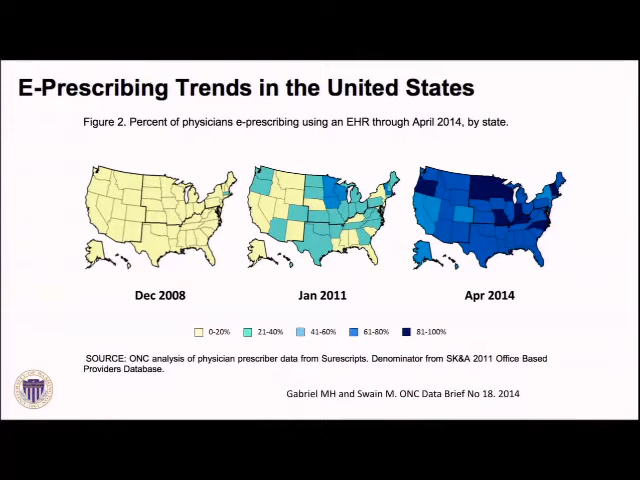 E-Prescribing Trends in the United States
Figure 2. Percent of physicians e-prescribing using an EHR through April 2014, by state.
Dec 2008
Jan 2011
Apr 2014
0-20%
21-40%
41-60%
61-80%
81-100%
SOURCE: ONC analysis of physician prescriber data from Surescripts. Denominator from SK&A 2011 Office Based
Providers Database.
Gabriel MH and Swain M. ONC Data Brief No 18. 2014